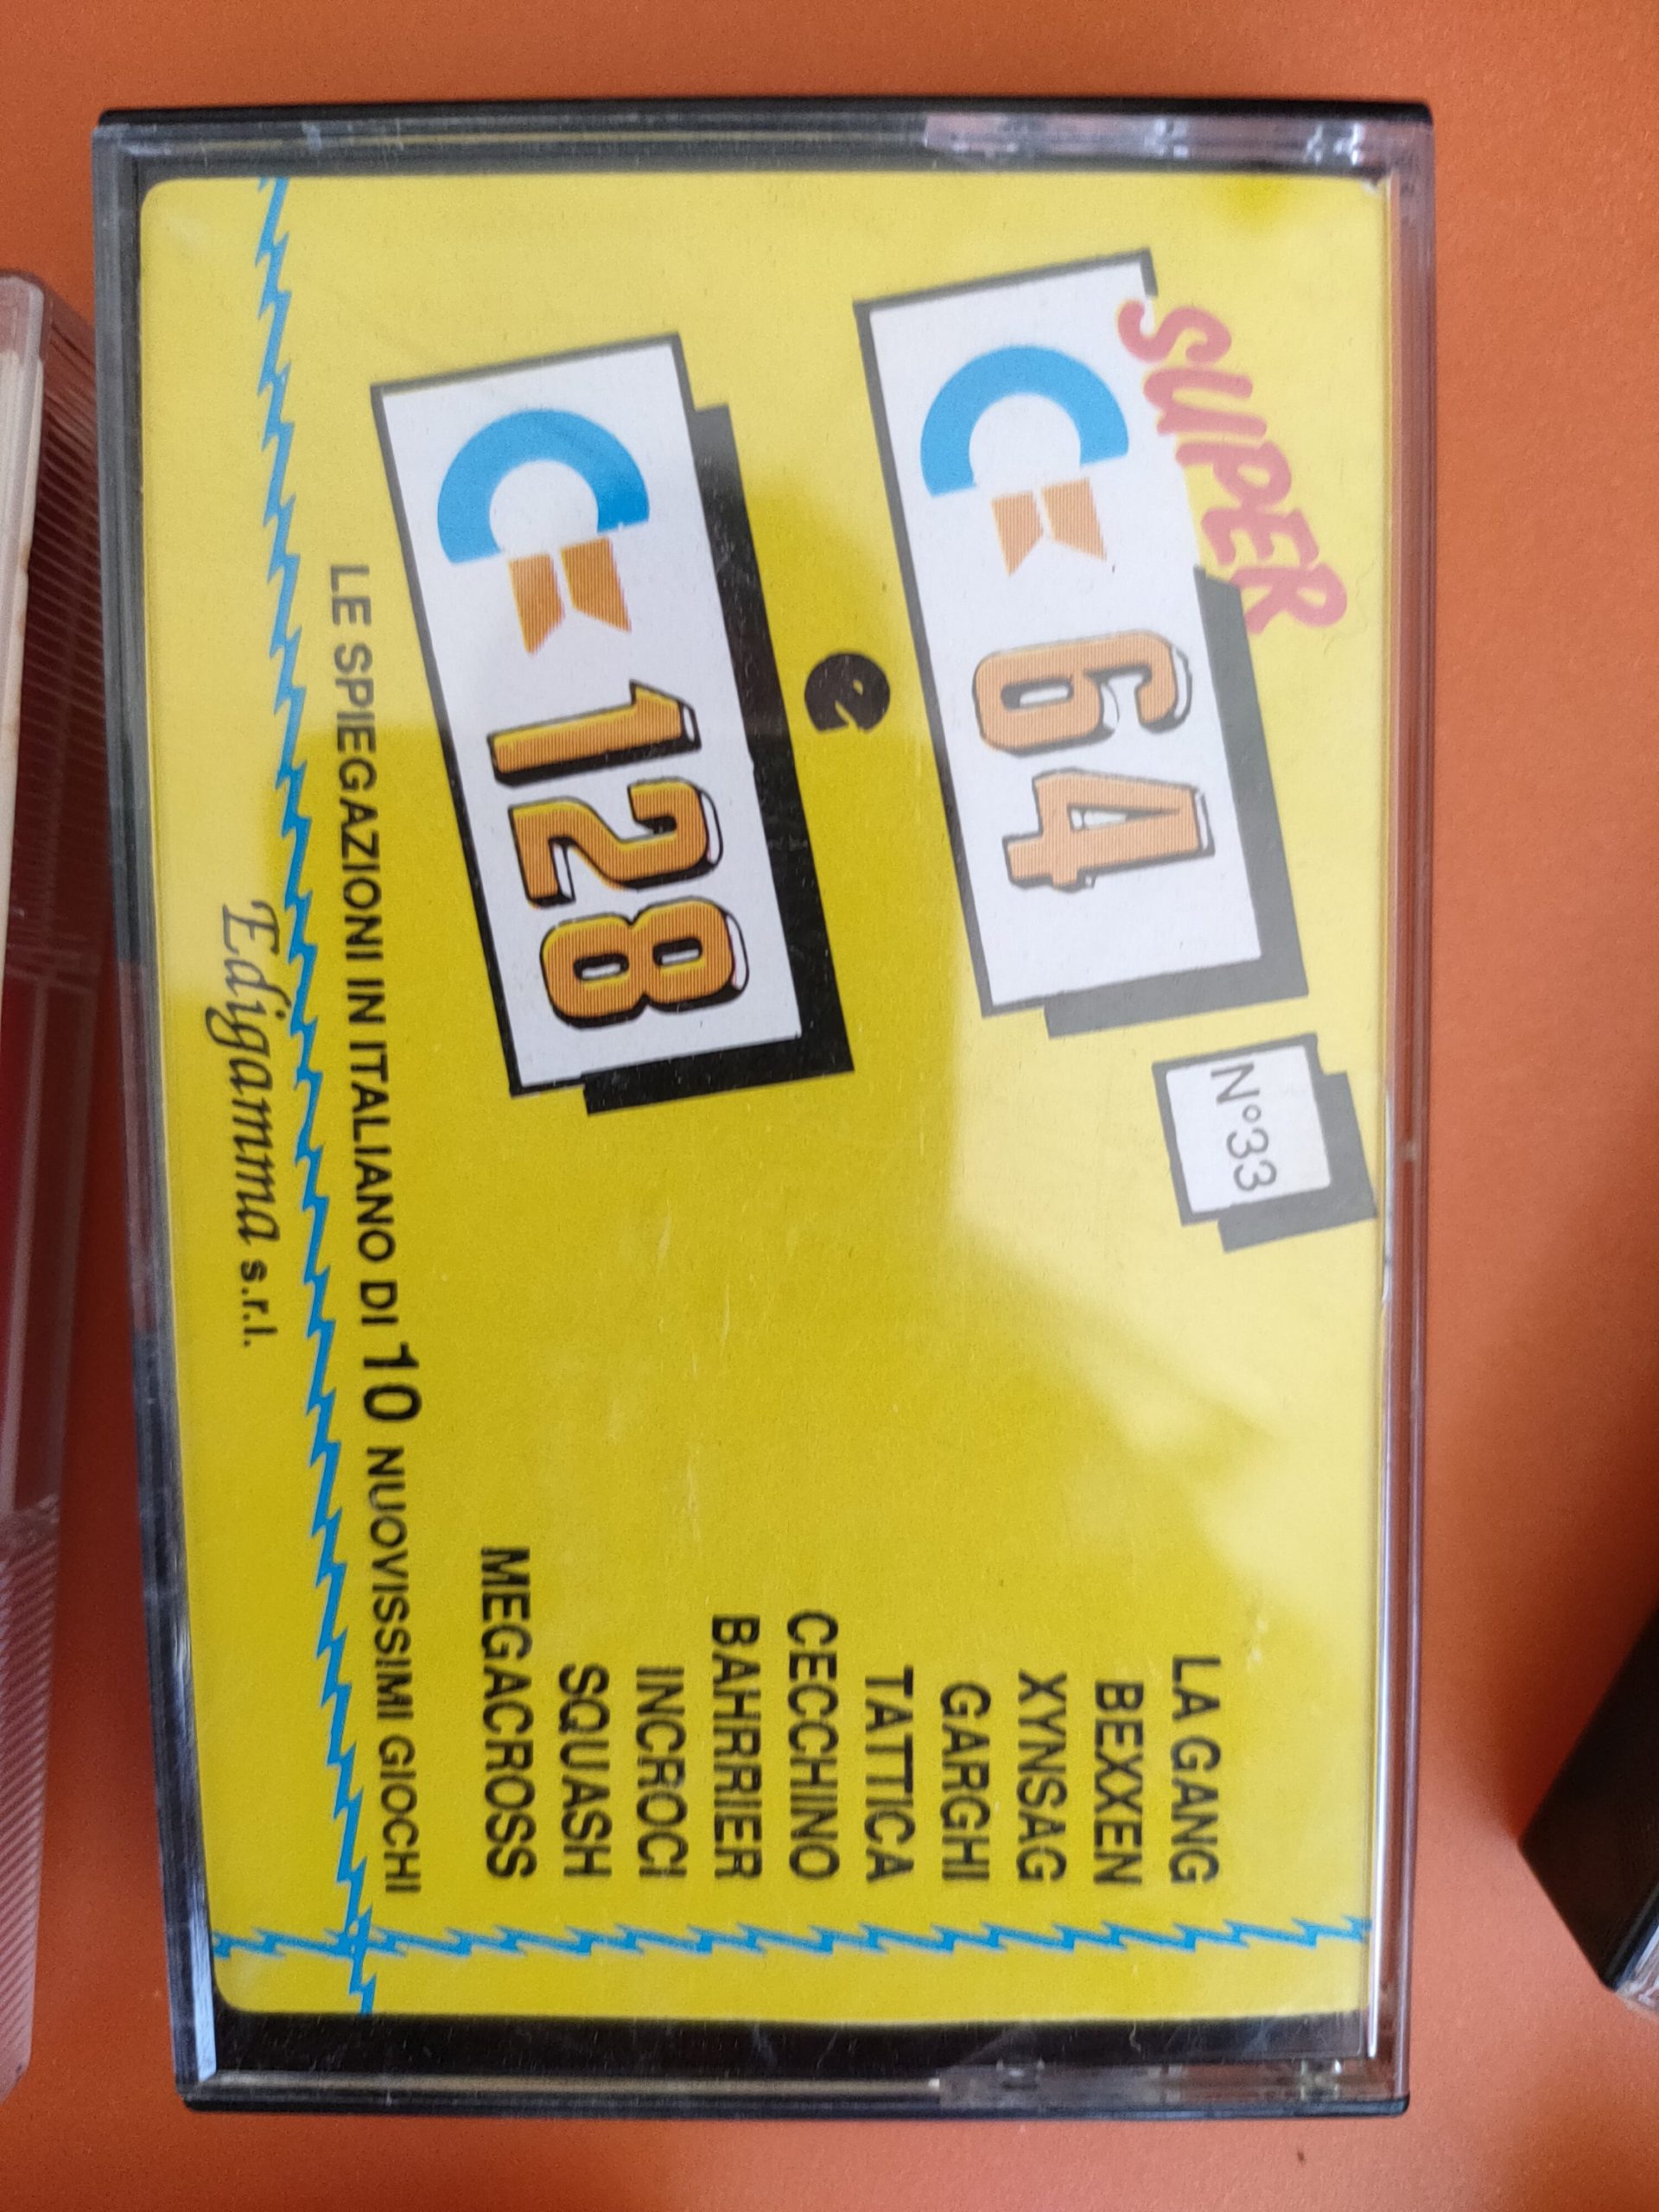 SUPER
64
N°33
e
128
LA GANG
BEXXEN
XYNSAG
GARGHI
TATTICA
CECCHINO
BAHRRIER
INCROCI
SQUASH
MEGACROSS
LE SPIEGAZIONI IN ITALIANO DI 10 NUOVISSIMI GIOCHI
Edigamma s.r.l.